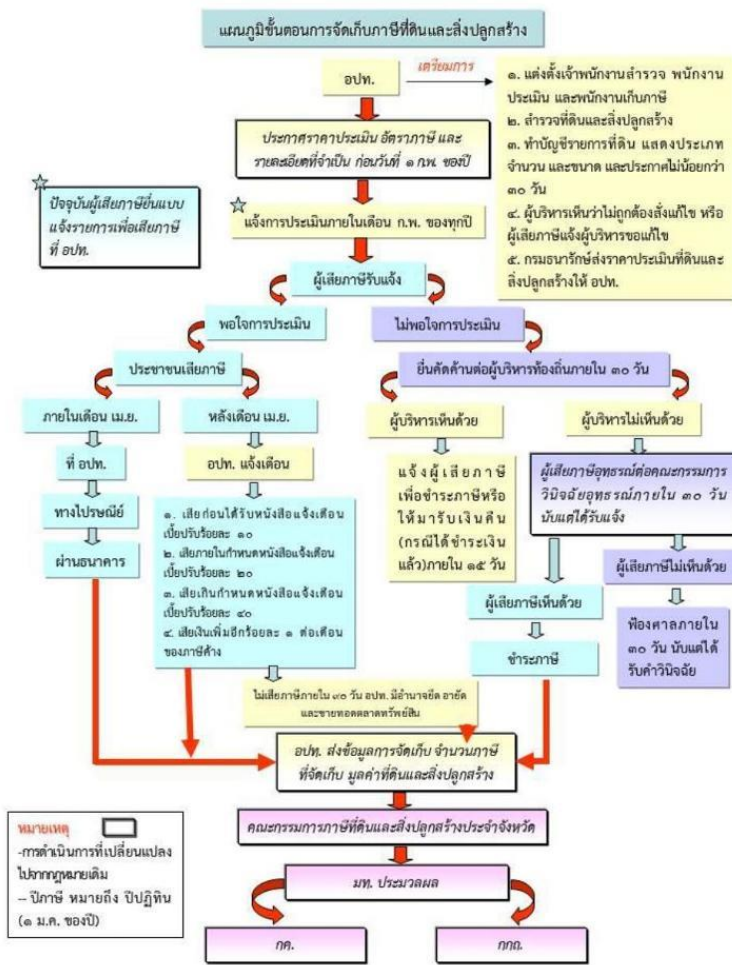 แผนภูมิขั้นตอนการจัดเก็บภาษีที่ดินและสิ่งปลูกสร้าง
อปท.
เตรียมการ
๑. แต่งตั้งเจ้าพนักงานสำรวจ พนักงาน
ประเมิน และพนักงานเก็บภาษี
๒. สำรวจที่ดินและสิ่งปลูกสร้าง
๓. ทำบัญชีรายการที่ดิน แสดงประเภท
จำนวน และขนาด และประกาศไม่น้อยกว่า
๓๐ วัน
๔. ผู้บริหารเห็นว่าไม่ถูกต้องสั่งแก้ไข หรือ
ผู้เสียภาษีแจ้งผู้บริหารขอแก้ไข
๕. กรมธนารักษ์ส่งราคาประเมินที่ดินและ
สิ่งปลูกสร้างให้ อปท.
ประกาศราคาประเมิน อัตราภาษี และ
รายละเอียดที่จำเป็น ก่อนวันที่ ๑ ก.พ. ของปี
ปัจจุบันผู้เสียภาษียื่นแบบ
แจ้งรายการเพื่อเสียภาษี
ที่ อปท.
แจ้งการประเมินภายในเดือน ก.พ. ของทุกปี
ผู้เสียภาษีรับแจ้ง
พอใจการประเมิน
ไม่พอใจการประเมิน
ประชาชนเสียภาษี
ยื่นคัดค้านต่อผู้บริหารท้องถิ่นภายใน ๓๐ วัน
ภายในเดือน เม.ย.
หลังเดือน เม.ย.
ผู้บริหารเห็นด้วย
ผู้บริหารไม่เห็นด้วย
ที่ อปท.
ทางไปรษณีย์
ผ่านธนาคาร
อปท. แจ้งเตือน
๑. เสียก่อนได้รับหนังสือแจ้งเตือน
เบี้ยปรับร้อยละ ๑๐
๒. เสียภายในกำหนดหนังสือแจ้งเตือน
เบี้ยปรับร้อยละ ๒๐
๓. เสียเกินกำหนดหนังสือแจ้งเตือน
เบี้ยปรับร้อยละ ๔๐
๔. เสียเงินเพิ่มอีกร้อยละ ๑ ต่อเดือน
ของภาษีค้าง
แจ้งผู้เสียภาษี
เพื่อชำระภาษีหรือ
ให้มารับเงินคืน
(กรณีได้ชำระเงิน
แล้ว)ภายใน ๑๕ วัน
ผู้เสียภาษีอุทธรณ์ต่อคณะกรรมการ
วินิจฉัยอุทธรณ์ภายใน ๓๐ วัน
นับแต่ได้รับแจ้ง
ผู้เสียภาษีเห็นด้วย
ผู้เสียภาษีไม่เห็นด้วย
ชำระภาษี
ฟ้องศาลภายใน
๓๐ วัน นับแต่ได้
รับคำวินิจฉัย
ไม่เสียภาษีภายใน ๙๐ วัน อปท. มีอำนาจยึด อายัด
และขายทอดตลาดทรัพย์สิน
อปท. ส่งข้อมูลการจัดเก็บ จำนวนภาษี
ที่จัดเก็บ มูลค่าที่ดินและสิ่งปลูกสร้าง
คณะกรรมการภาษีที่ดินและสิ่งปลูกสร้างประจำจังหวัด
มท. ประมวลผล
กค.
กกถ.
หมายเหตุ
-การดำเนินการที่เปลี่ยนแปลง
ไปจากกฎหมายเดิม
-- ปีภาษี หมายถึง ปีปฏิทิน
(๑ ม.ค. ของปี)